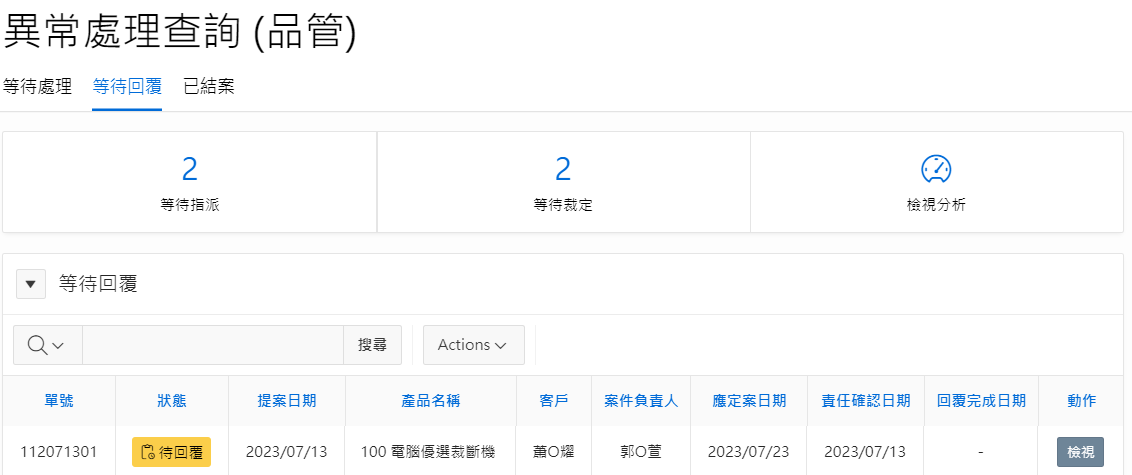 異常處理查詢 (品管)
等待處理 等待回覆 已結案
2 2
等待指派 等待裁定 檢視分析
等待回覆
搜尋 Actions
單號 狀態 提案日期 產品名稱 客戶 案件負責人 應定案日期 責任確認日期 回覆完成日期 動作
112071301 待回覆 2023/07/13 100 電腦優選裁斷機 蕭O耀 郭O萱 2023/07/23 2023/07/13 - 檢視